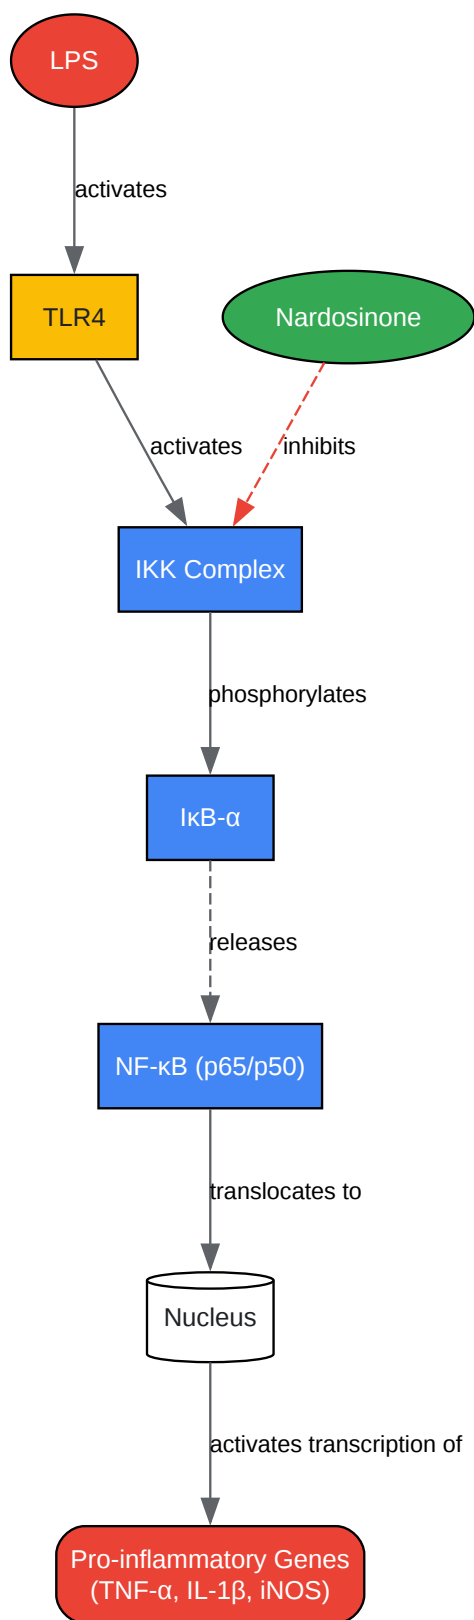 LPS
activates
TLR4
Nardosinone
activates
inhibits
IKK Complex
phosphorylates
IκB-α
releases
NF-κB (p65/p50)
translocates to
Nucleus
activates transcription of
Pro-inflammatory Genes
(TNF-α, IL-1β, iNOS)